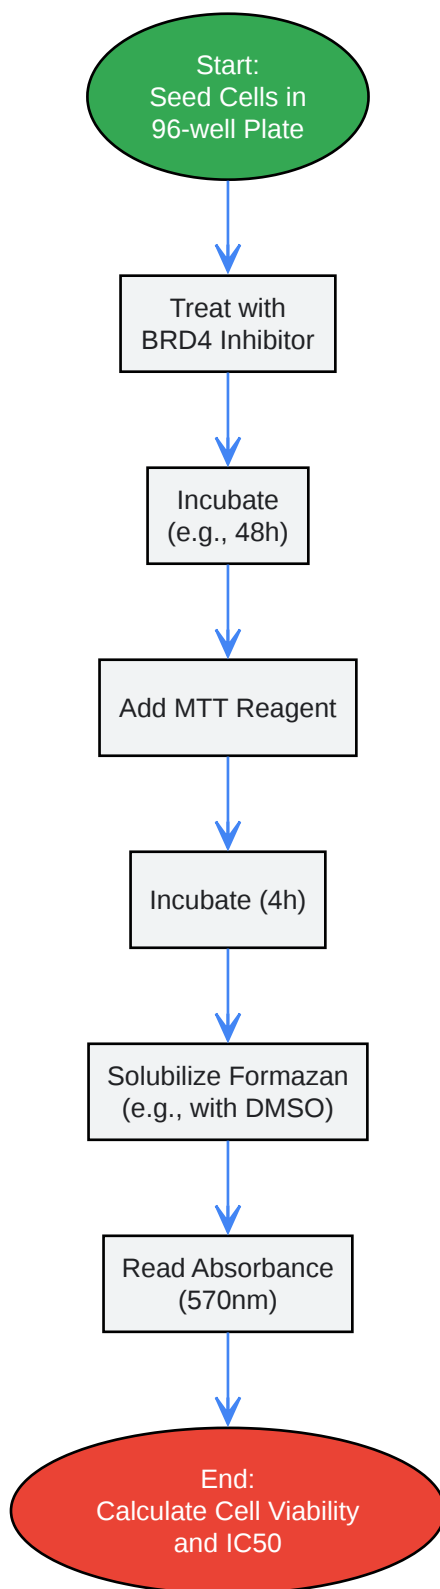 Start:
Seed Cells in
96-well Plate
Treat with
BRD4 Inhibitor
Incubate
(e.g., 48h)
Add MTT Reagent
Incubate (4h)
Solubilize Formazan
(e.g., with DMSO)
Read Absorbance
(570nm)
End:
Calculate Cell Viability
and IC50